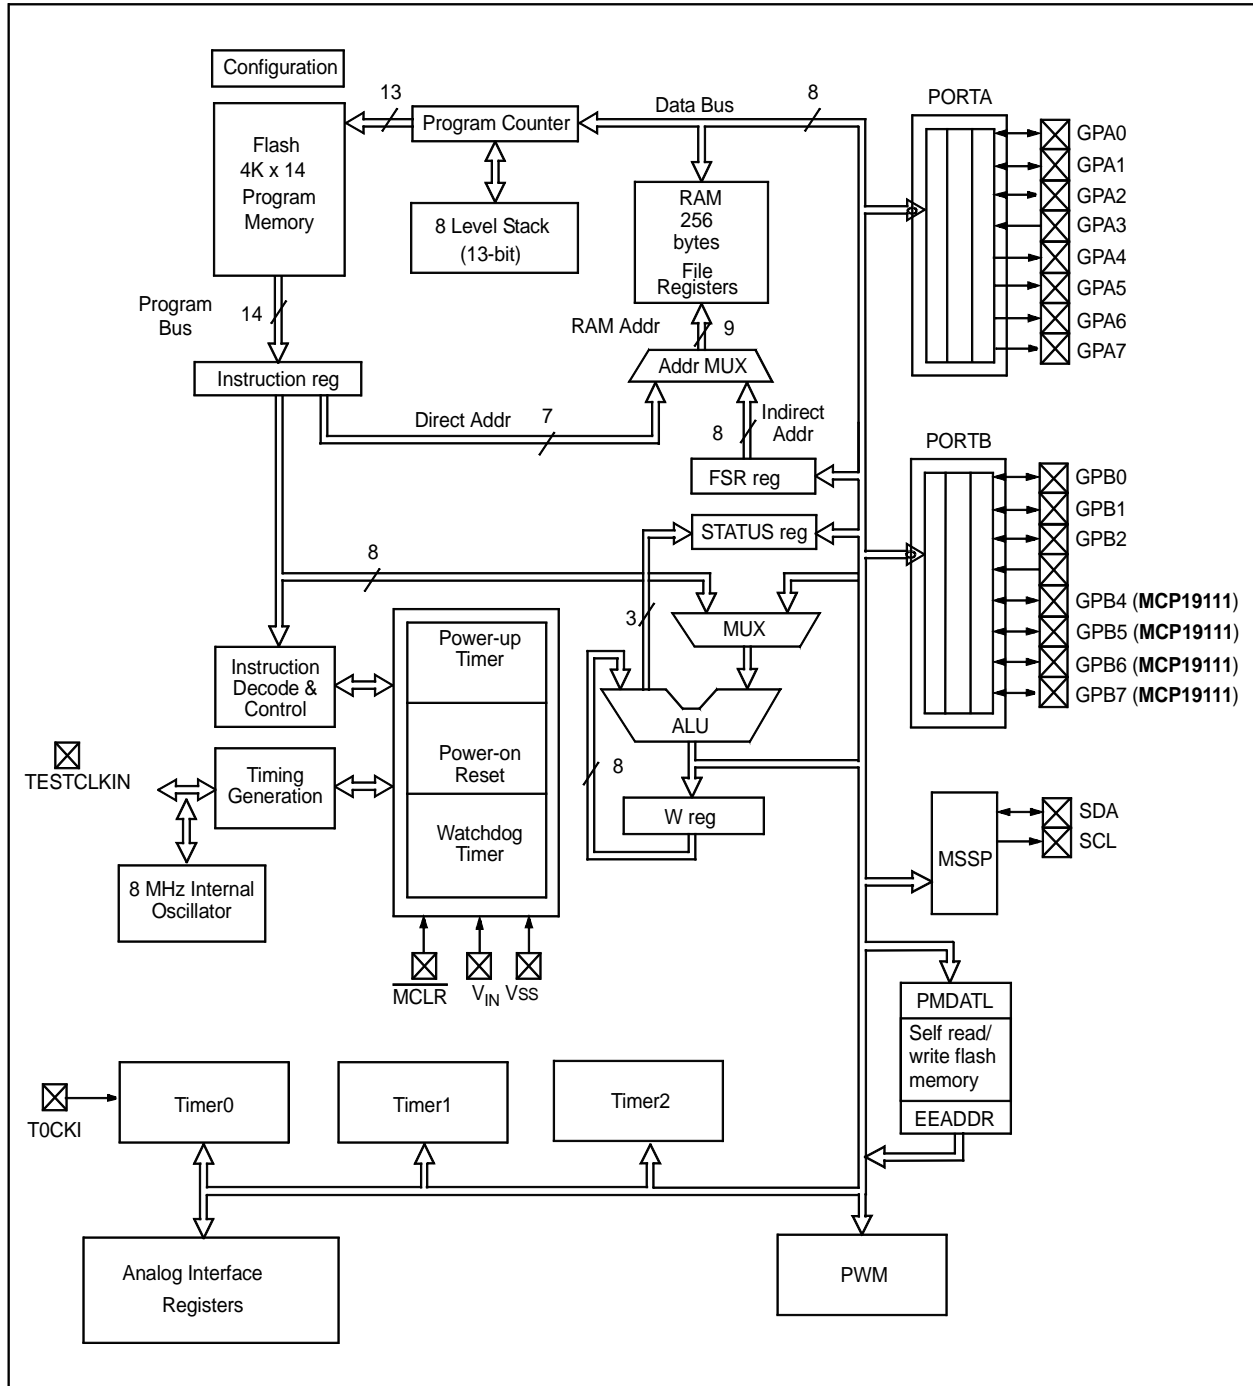 Configuration
13
Data Bus
8
PORTA
Flash
4K x 14
Program
Memory
Program Counter
8 Level Stack
(13-bit)
RAM
256
bytes
File
Registers
GPA0
GPA1
GPA2
GPA3
GPA4
GPA5
GPA6
GPA7
Program
Bus
14
RAM Addr
9
Instruction reg
Addr MUX
Direct Addr
7
8
Indirect
Addr
FSR reg
PORTB
STATUS reg
GPB0
GPB1
GPB2
GPB4 (MCP19111)
GPB5 (MCP19111)
GPB6 (MCP19111)
GPB7 (MCP19111)
8
3
MUX
Power-up
Timer
Instruction
Decode &
Control
ALU
TESTCLKIN
Timing
Generation
Power-on
Reset
8
W reg
Watchdog
Timer
8 MHz Internal
Oscillator
MSSP
SDA
SCL
MCLR
VIN
VSS
PMDATL
Self read/
write flash
memory
EEADDR
T0CKI
Timer0
Timer1
Timer2
Analog Interface
Registers
PWM